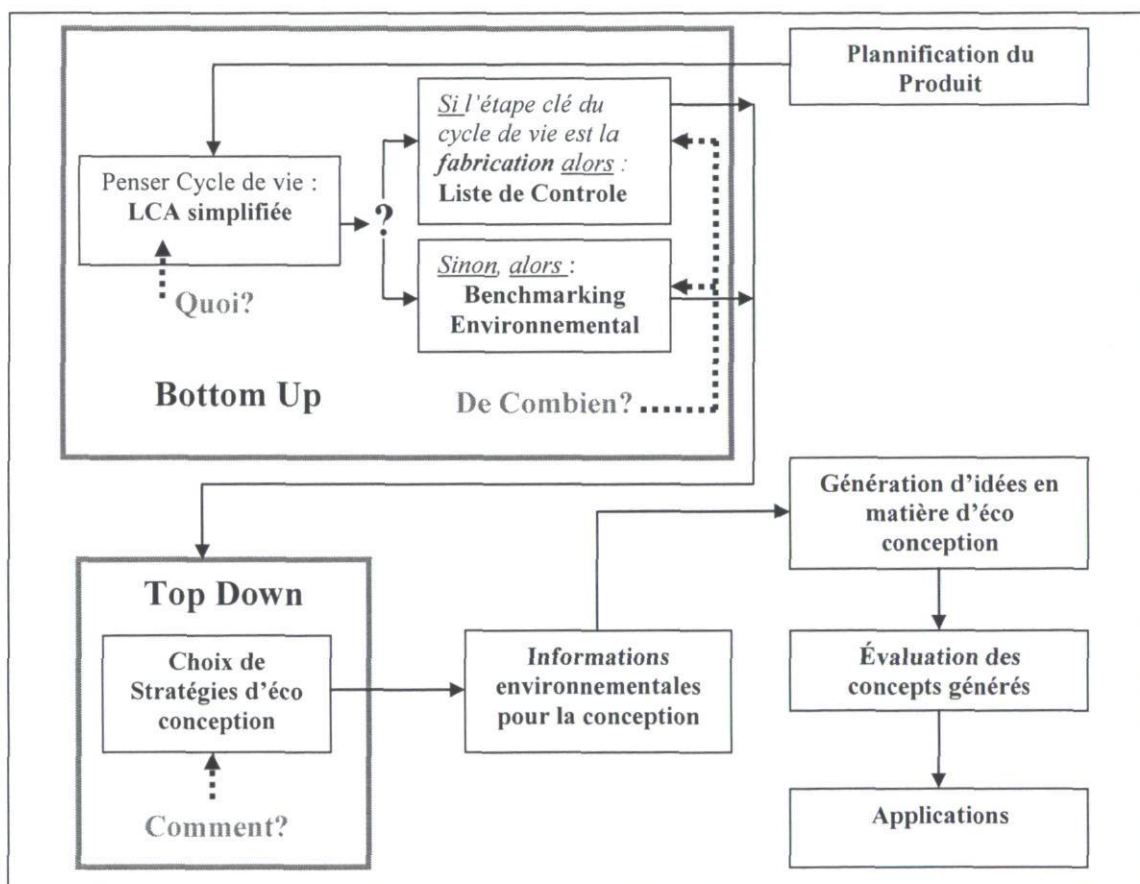 Plannification du
Produit
Si l'étape clé du
cycle de vie est la
fabrication alors :
Liste de Controle
Penser Cycle de vie :
LCA simplifiée
?
Sinon, alors :
Benchmarking
Environnemental
Quoi?
Bottom Up
De Combien?
Génération d'idées en
matière d'éco
conception
Top Down
Choix de
Stratégies d'éco
conception
Informations
environnementales
pour la conception
Évaluation des
concepts générés
Comment?
Applications